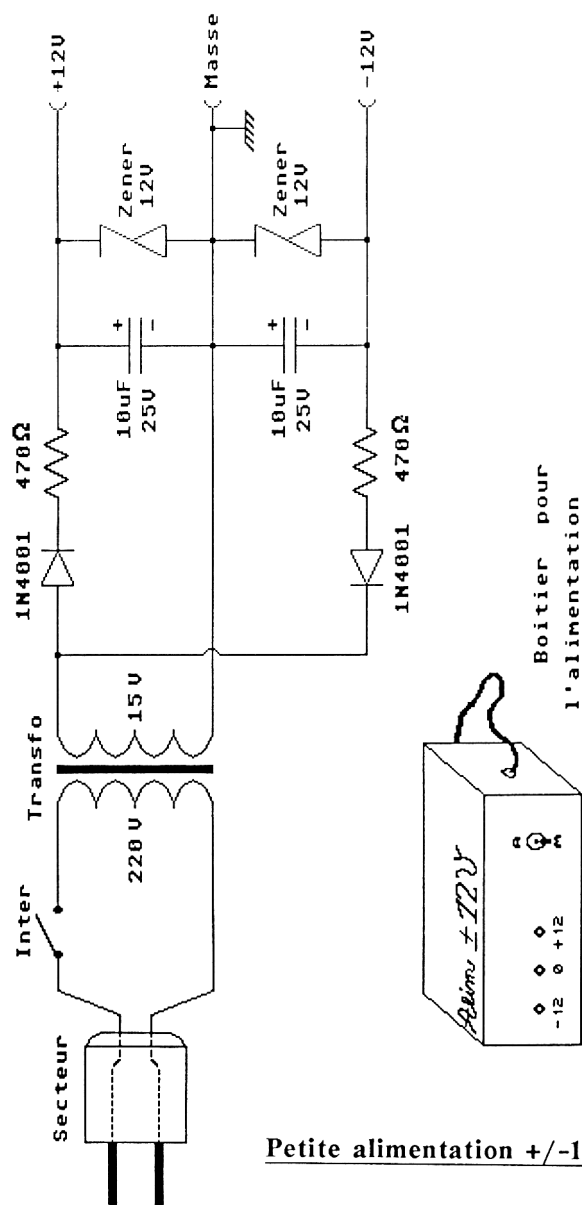 Secteur
Inter
Transfo
220 V
15 V
1N4001
470Ω
10uF
25V
+
-
Zener
12V
+12V
Masse
10uF
25V
+
-
Zener
12V
1N4001
470Ω
-12V
Alim ±12V
-12 0 +12
A
M
Boitier pour
l'alimentation
Petite alimentation +/-1